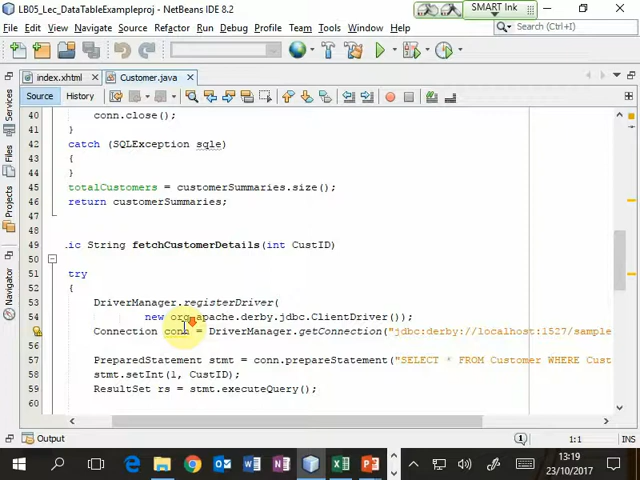 LB05_Lec_DataTableExampleproj - NetBeans IDE 8.2
SMART Ink
File Edit View Navigate Source Refactor Run Debug Profile Team Tools Window Help
Search (Ctrl+I)
index.xhtml Customer.java
Source History
Services
Files
Projects
40 conn.close();
41 }
42 catch (SQLException sqle)
43 {
44 }
45 totalCustomers = customerSummaries.size();
46 return customerSummaries;
47
48
49 ic String fetchCustomerDetails(int CustID)
50
51 try
52 {
53 DriverManager.registerDriver(
54 new org.apache.derby.jdbc.ClientDriver());
Connection conn = DriverManager.getConnection("jdbc:derby://localhost:1527/sample
56
57 PreparedStatement stmt = conn.prepareStatement("SELECT * FROM Customer WHERE Cust
58 stmt.setInt(1, CustID);
59 ResultSet rs = stmt.executeQuery();
60
Output
1 1:1 INS
13:19
23/10/2017